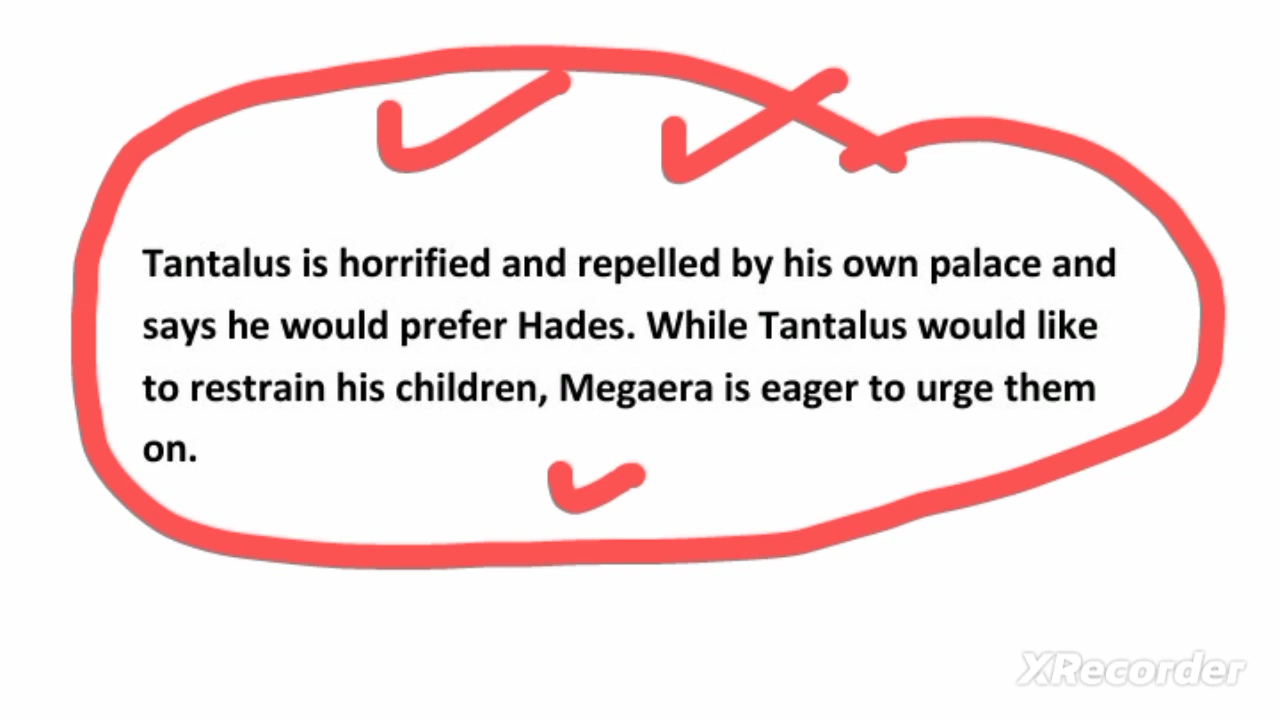 Tantalus is horrified and repelled by his own palace and
says he would prefer Hades. While Tantalus would like
to restrain his children, Megaera is eager to urge them
on.
XRecorder